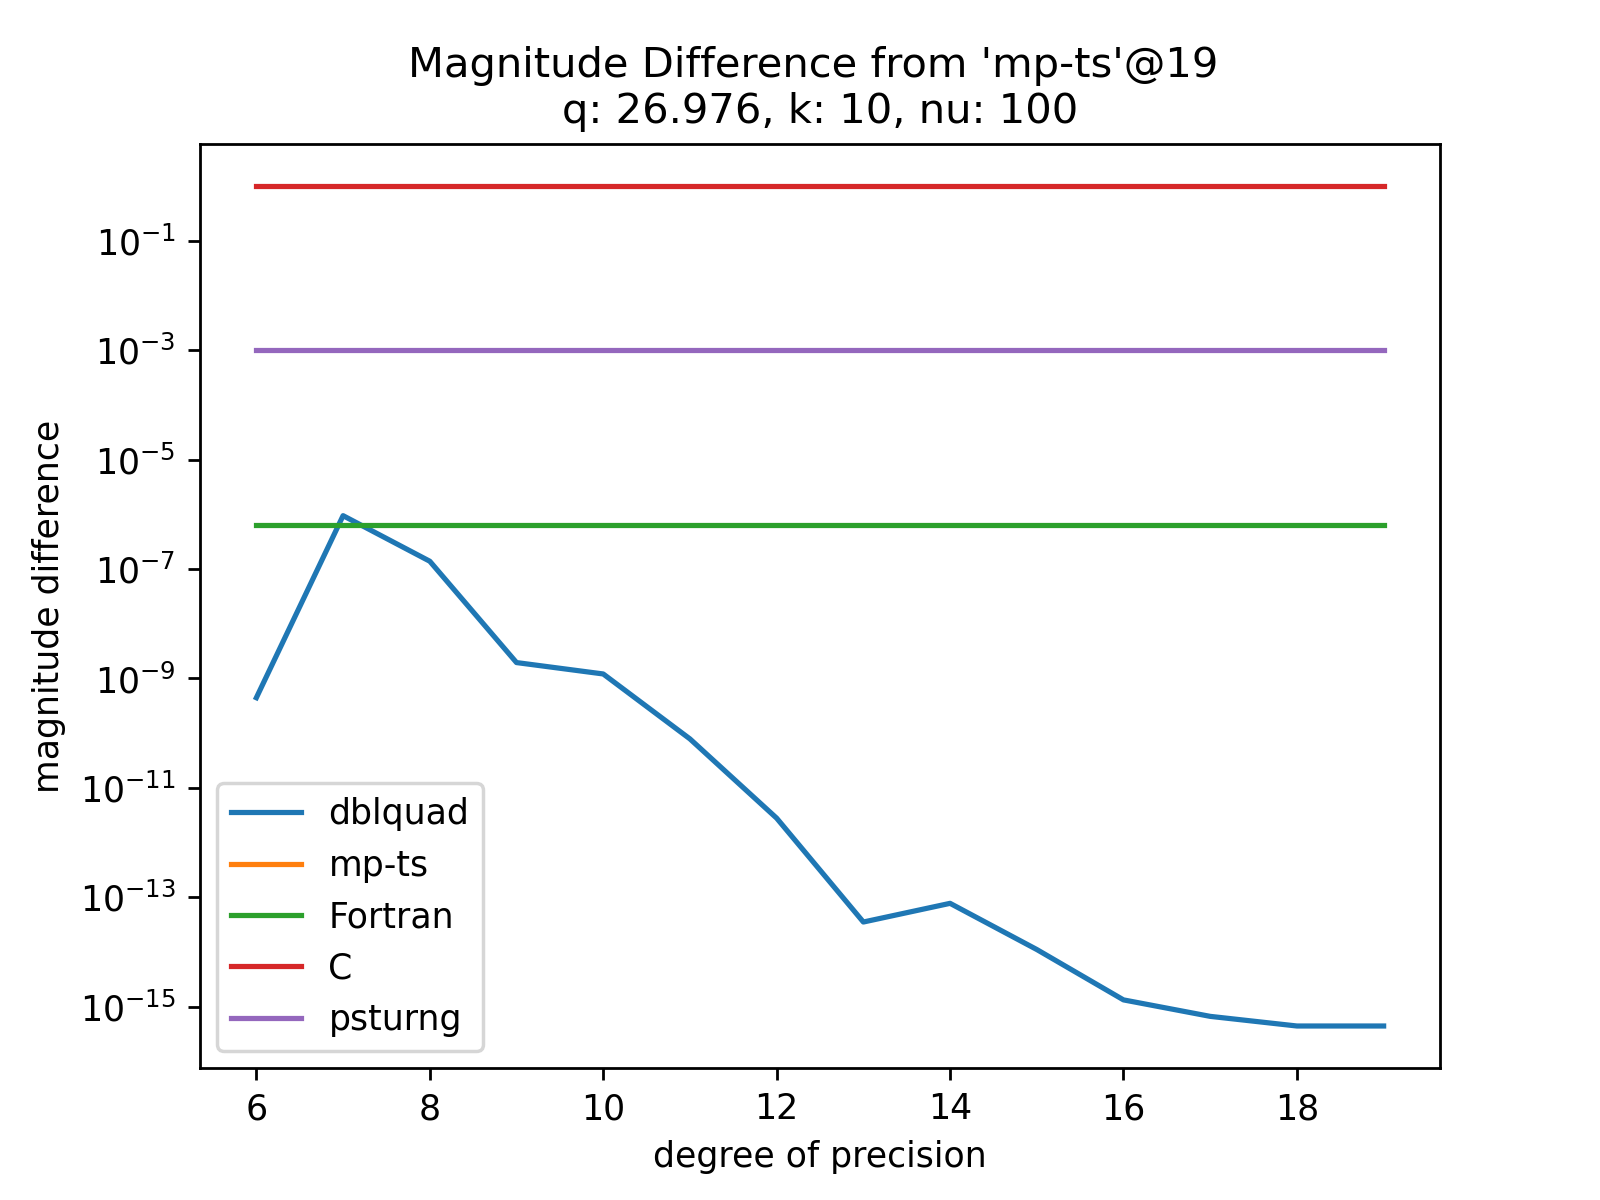 Magnitude Difference from 'mp-ts'@19
q: 26.976, k: 10, nu: 100
magnitude difference
10⁻¹
10⁻³
10⁻⁵
10⁻⁷
10⁻⁹
10⁻¹¹
10⁻¹³
10⁻¹⁵
dblquad
mp-ts
Fortran
C
psturng
6 8 10 12 14 16 18
degree of precision